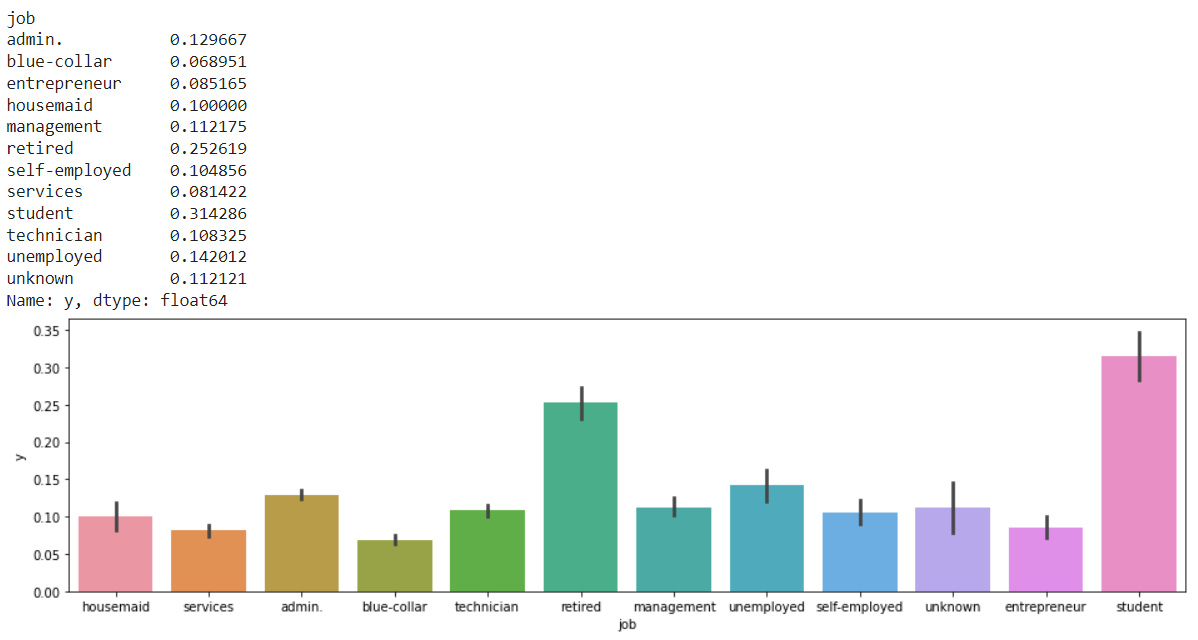 job
admin. 0.129667
blue-collar 0.068951
entrepreneur 0.085165
housemaid 0.100000
management 0.112175
retired 0.252619
self-employed 0.104856
services 0.081422
student 0.314286
technician 0.108325
unemployed 0.142012
unknown 0.112121
Name: y, dtype: float64
0.35
0.30
0.25
0.20
0.15
0.10
0.05
0.00
y
housemaid services admin. blue-collar technician retired management unemployed self-employed unknown entrepreneur student
job